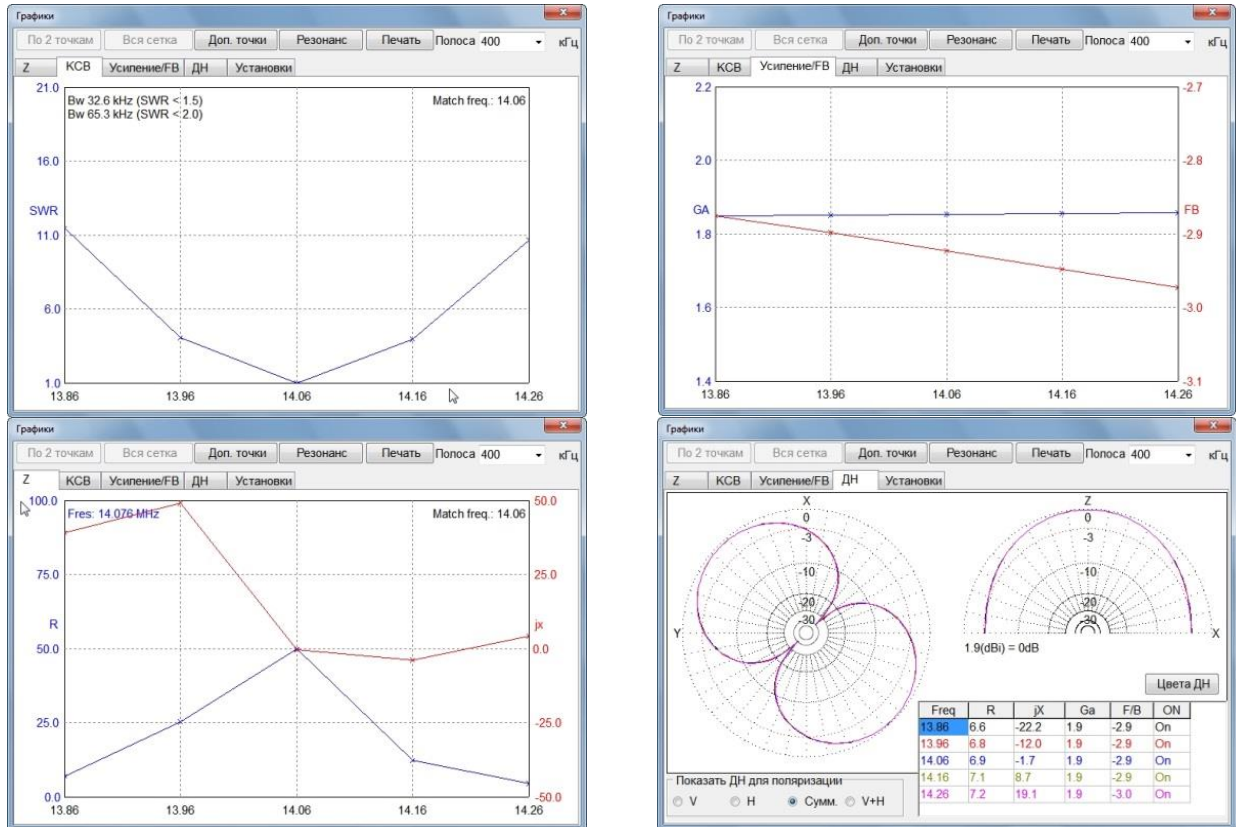 Графики
По 2 точкам Вся сетка Доп. точки Резонанс Печать Полоса 400 кГц
Z КСВ Усиление/FB ДН Установки
21.0
Bw 32.6 kHz (SWR < 1.5) Match freq.: 14.06
Bw 65.3 kHz (SWR < 2.0)
16.0
SWR
11.0
6.0
1.0
13.86 13.96 14.06 14.16 14.26
Графики
По 2 точкам Вся сетка Доп. точки Резонанс Печать Полоса 400 кГц
Z КСВ Усиление/FB ДН Установки
2.2 -2.7
2.0 -2.8
GA FB
1.8 -2.9
1.6 -3.0
1.4 -3.1
13.86 13.96 14.06 14.16 14.26
Графики
По 2 точкам Вся сетка Доп. точки Резонанс Печать Полоса 400 кГц
Z КСВ Усиление/FB ДН Установки
100.0 50.0
Fres: 14.076 MHz Match freq.: 14.06
75.0 25.0
R jx
50.0 0.0
25.0 -25.0
0.0 -50.0
13.86 13.96 14.06 14.16 14.26
Графики
По 2 точкам Вся сетка Доп. точки Резонанс Печать Полоса 400 кГц
Z КСВ Усиление/FB ДН Установки
X
0
-3
-10
-20
-30
Y
Z
0
-3
-10
-20
-30
X
1.9(dBi) = 0dB
Цвета ДН
Freq R jX Ga F/B ON
13.86 6.6 -22.2 1.9 -2.9 On
13.96 6.8 -12.0 1.9 -2.9 On
14.06 6.9 -1.7 1.9 -2.9 On
14.16 7.1 8.7 1.9 -2.9 On
14.26 7.2 19.1 1.9 -3.0 On
Показать ДН для поляризации
V H Сумм. V+H